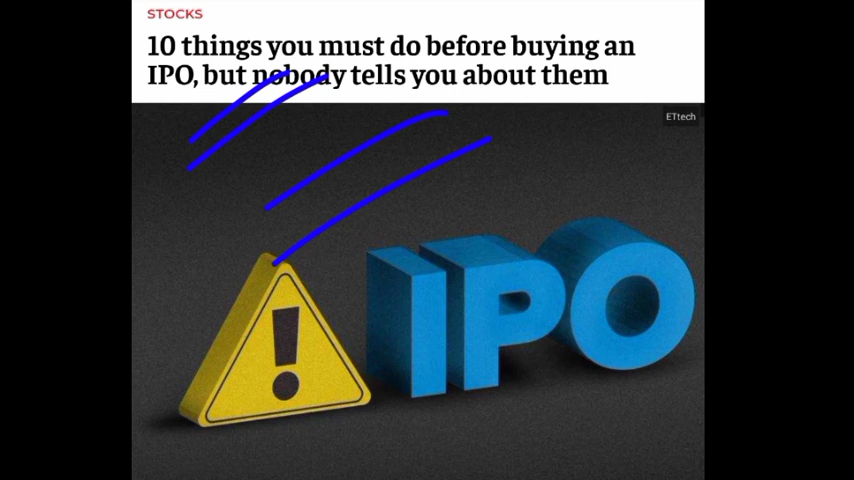 STOCKS
10 things you must do before buying an
IPO, but nobody tells you about them
ETtech
!
IPO